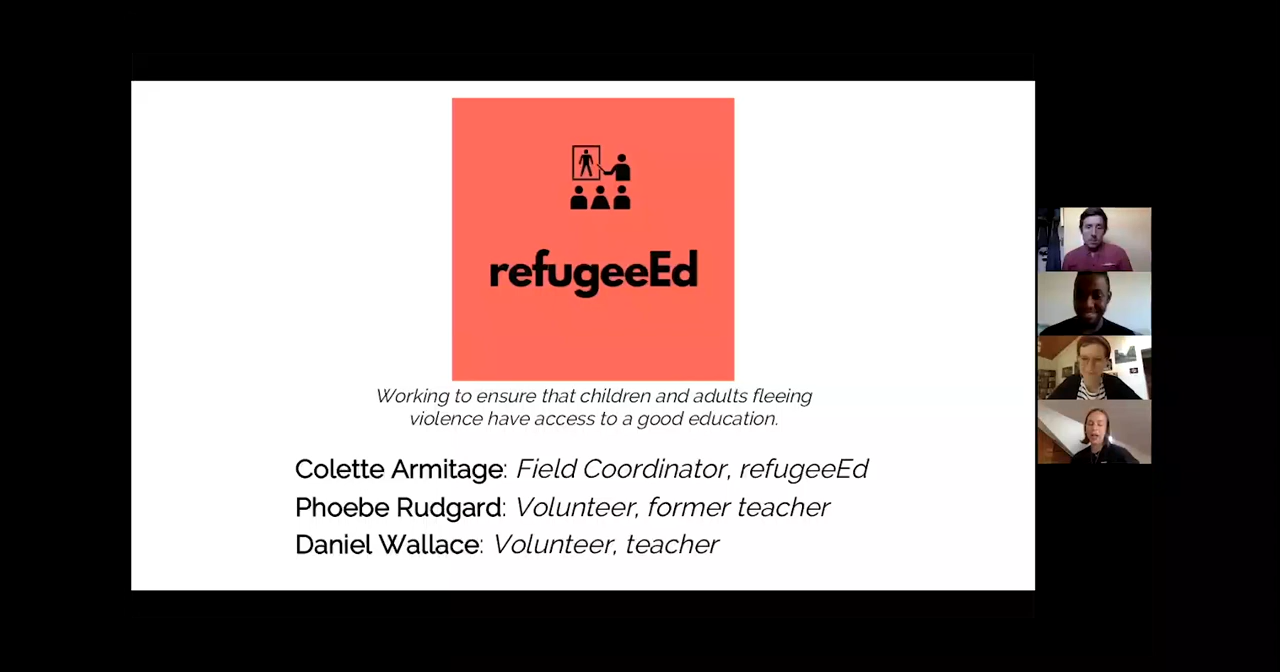 refugeeEd
Working to ensure that children and adults fleeing
violence have access to a good education.
Colette Armitage: Field Coordinator, refugeeEd
Phoebe Rudgard: Volunteer, former teacher
Daniel Wallace: Volunteer, teacher